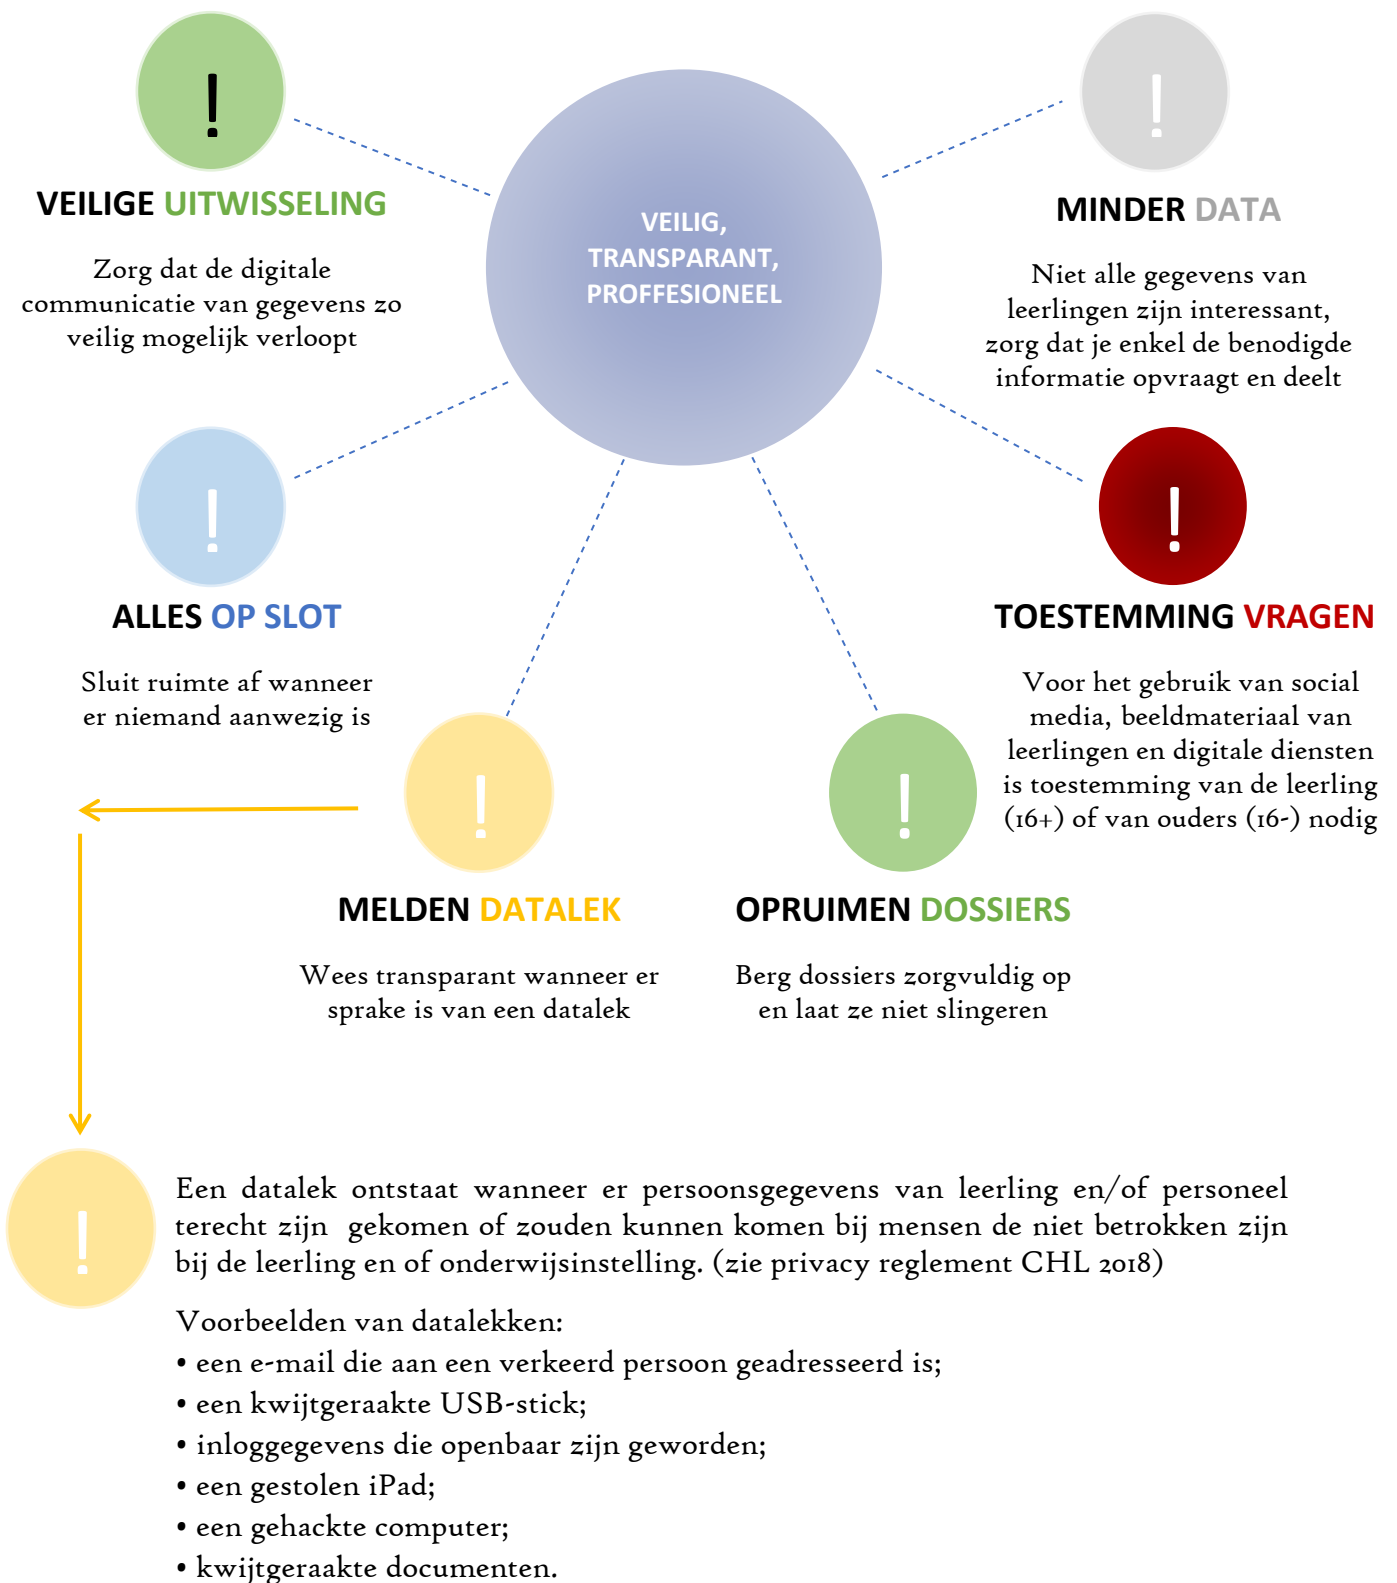 !
VEILIGE UITWISSELING
Zorg dat de digitale
communicatie van gegevens zo
veilig mogelijk verloopt
VEILIG,
TRANSPARANT,
PROFFESIONEEL
!
MINDER DATA
Niet alle gegevens van
leerlingen zijn interessant,
zorg dat je enkel de benodigde
informatie opvraagt en deelt
!
ALLES OP SLOT
Sluit ruimte af wanneer
er niemand aanwezig is
!
TOESTEMMING VRAGEN
Voor het gebruik van social
media, beeldmateriaal van
leerlingen en digitale diensten
is toestemming van de leerling
(16+) of van ouders (16-) nodig
!
MELDEN DATALEK
Wees transparant wanneer er
sprake is van een datalek
!
OPRUIMEN DOSSIERS
Berg dossiers zorgvuldig op
en laat ze niet slingeren
!
Een datalek ontstaat wanneer er persoonsgegevens van leerling en/of personeel
terecht zijn gekomen of zouden kunnen komen bij mensen de niet betrokken zijn
bij de leerling en of onderwijsinstelling. (zie privacy reglement CHL 2018)
Voorbeelden van datalekken:
• een e-mail die aan een verkeerd persoon geadresseerd is;
• een kwijtgeraakte USB-stick;
• inloggegevens die openbaar zijn geworden;
• een gestolen iPad;
• een gehackte computer;
• kwijtgeraakte documenten.